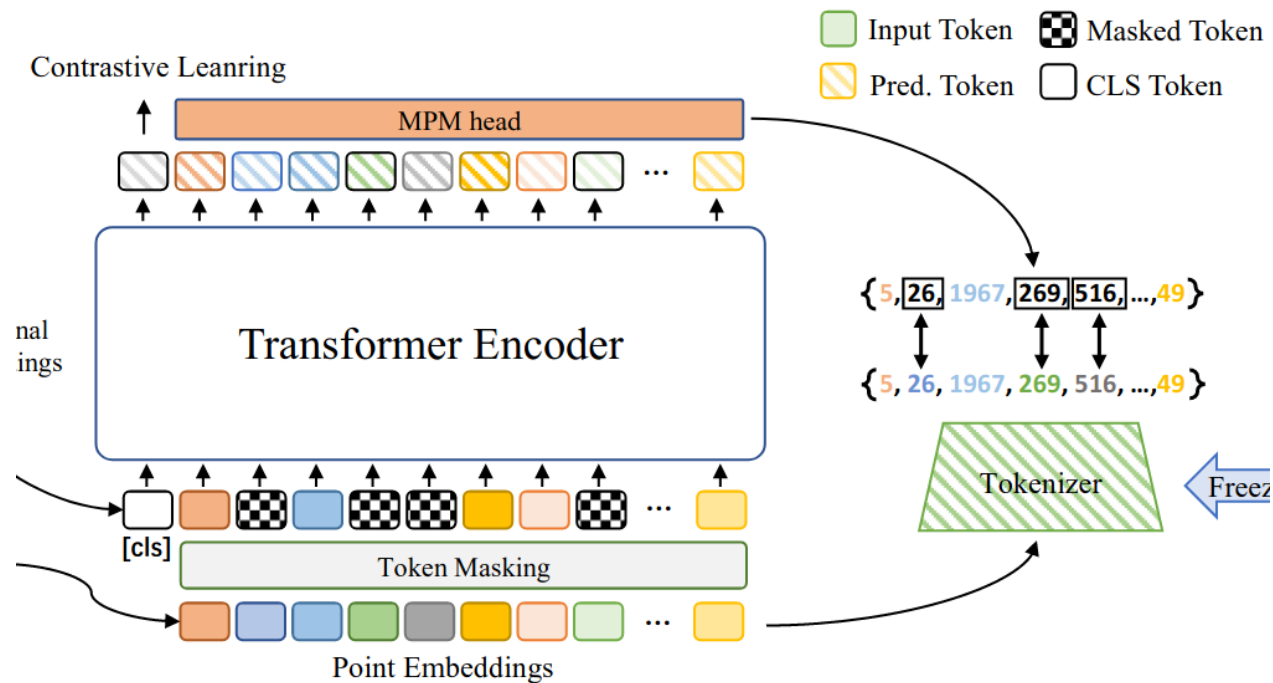 Input Token
Masked Token
Pred. Token
CLS Token
Contrastive Leanring
MPM head
...
{5, 26, 1967, 269, 516, ...,49}
nal
ings
Transformer Encoder
{5, 26, 1967, 269, 516, ...,49}
Tokenizer
Freez
...
[cls]
Token Masking
...
Point Embeddings